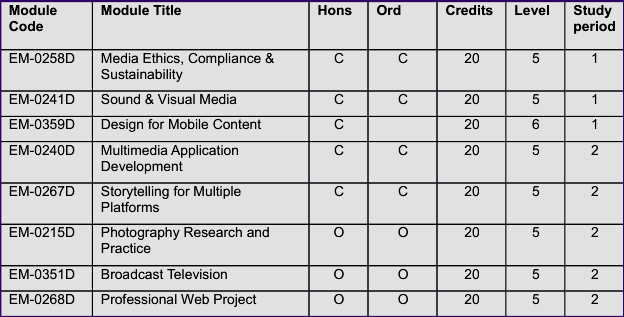 Module Code Module Title Hons Ord Credits Level Study period
EM-0258D Media Ethics, Compliance & Sustainability C C 20 5 1
EM-0241D Sound & Visual Media C C 20 5 1
EM-0359D Design for Mobile Content C 20 6 1
EM-0240D Multimedia Application Development C C 20 5 2
EM-0267D Storytelling for Multiple Platforms C C 20 5 2
EM-0215D Photography Research and Practice O O 20 5 2
EM-0351D Broadcast Television O O 20 5 2
EM-0268D Professional Web Project O O 20 5 2